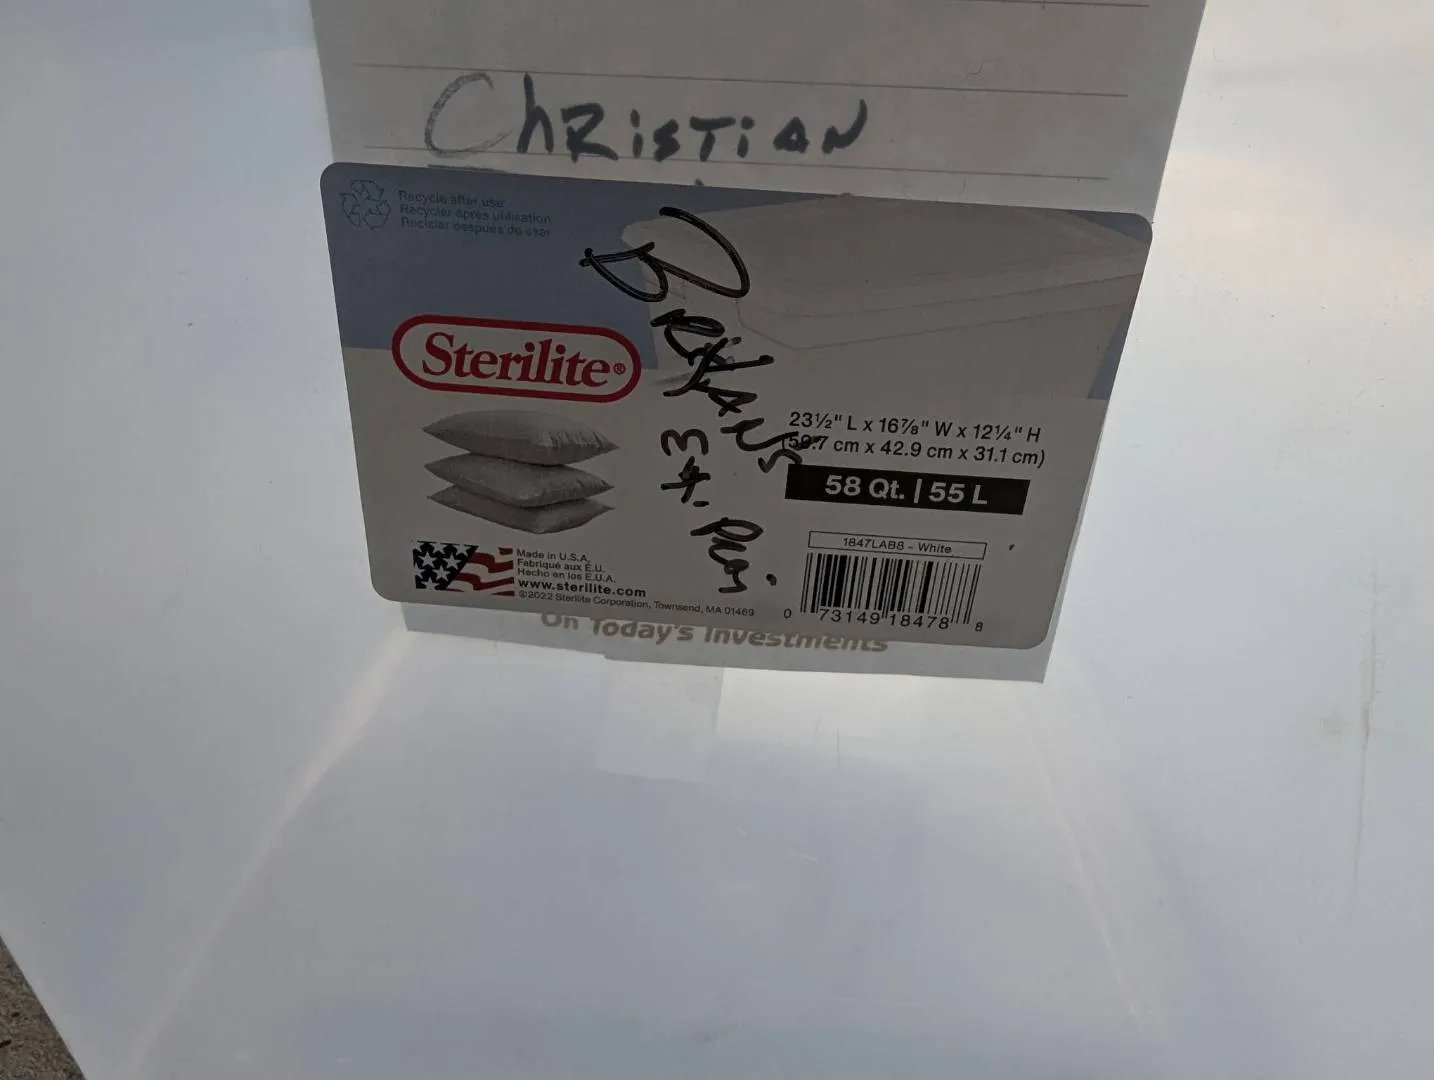 Christian
Recycle after use
Recycler après utilisation
Reciclar después de usar
Sterilite®
BRYANS
23½" L x 16⅞" W x 12¼" H
(59.7 cm x 42.9 cm x 31.1 cm)
58 Qt. | 55 L
1847LAB8 - White
Made in U.S.A.
Fabriqué aux É.U.
Hecho en los E.U.A.
www.sterilite.com
©2022 Sterilite Corporation, Townsend, MA 01469
0 73149 18478 8
On Today's Investments